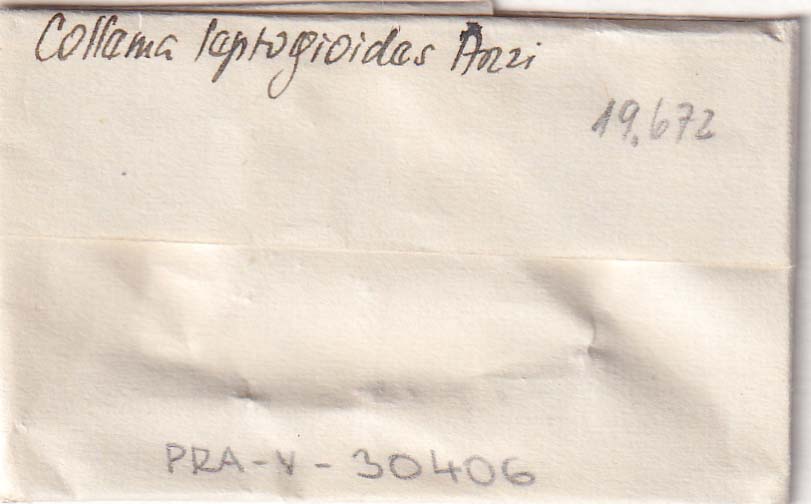 Collema leptogioides Anzi
19.672
PRA-V-30406